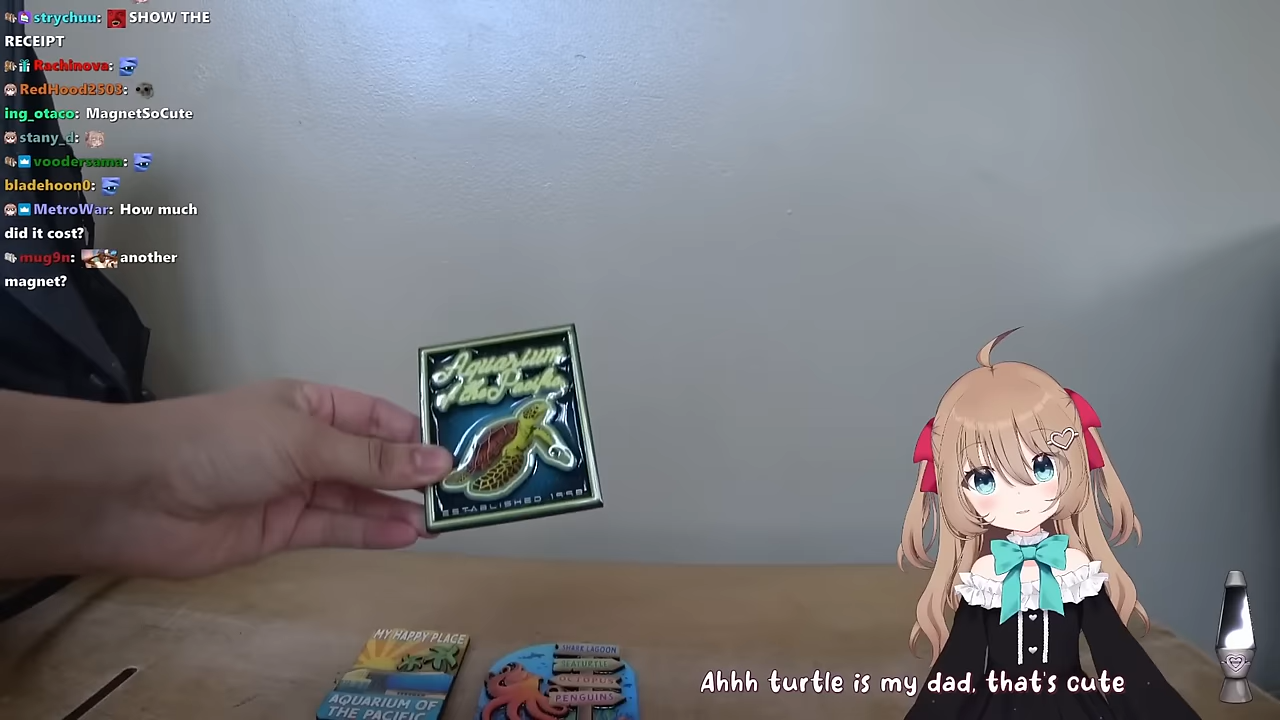 strychuu: SHOW THE
RECEIPT
Rachinova:
RedHood2503:
ing_otaco: MagnetSoCute
stany_d:
voodersama:
bladehoon0:
MetroWar: How much
did it cost?
mug9n: another
magnet?
Aquarium
of the Pacific
ESTABLISHED 1998
MY HAPPY PLACE
AQUARIUM OF
THE PACIFIC
SHARK LAGOON
SEA TURTLE
OCTOPUS
PENGUINS
Ahhh turtle is my dad, that's cute